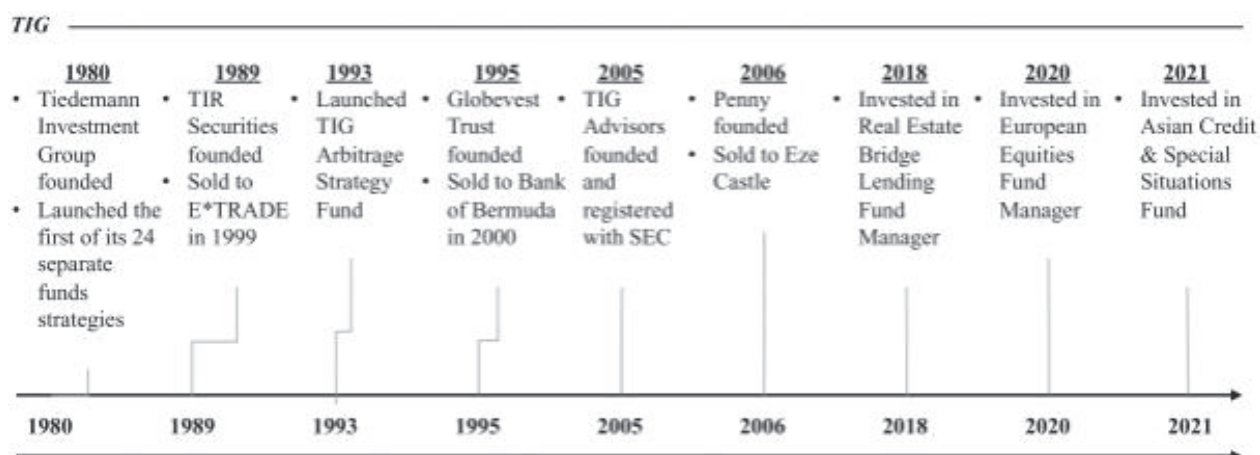 TIG
1980
• Tiedemann
Investment
Group
founded
• Launched the
first of its 24
separate
funds
strategies
1989
• TIR
Securities
founded
• Sold to
E*TRADE
in 1999
1993
• Launched
TIG
Arbitrage
Strategy
Fund
1995
• Globevest
Trust
founded
• Sold to Bank
of Bermuda
in 2000
2005
• TIG
Advisors
founded
and
registered
with SEC
2006
• Penny
founded
• Sold to Eze
Castle
2018
• Invested in
Real Estate
Bridge
Lending
Fund
Manager
2020
• Invested in
European
Equities
Fund
Manager
2021
• Invested in
Asian Credit
& Special
Situations
Fund
1980 1989 1993 1995 2005 2006 2018 2020 2021